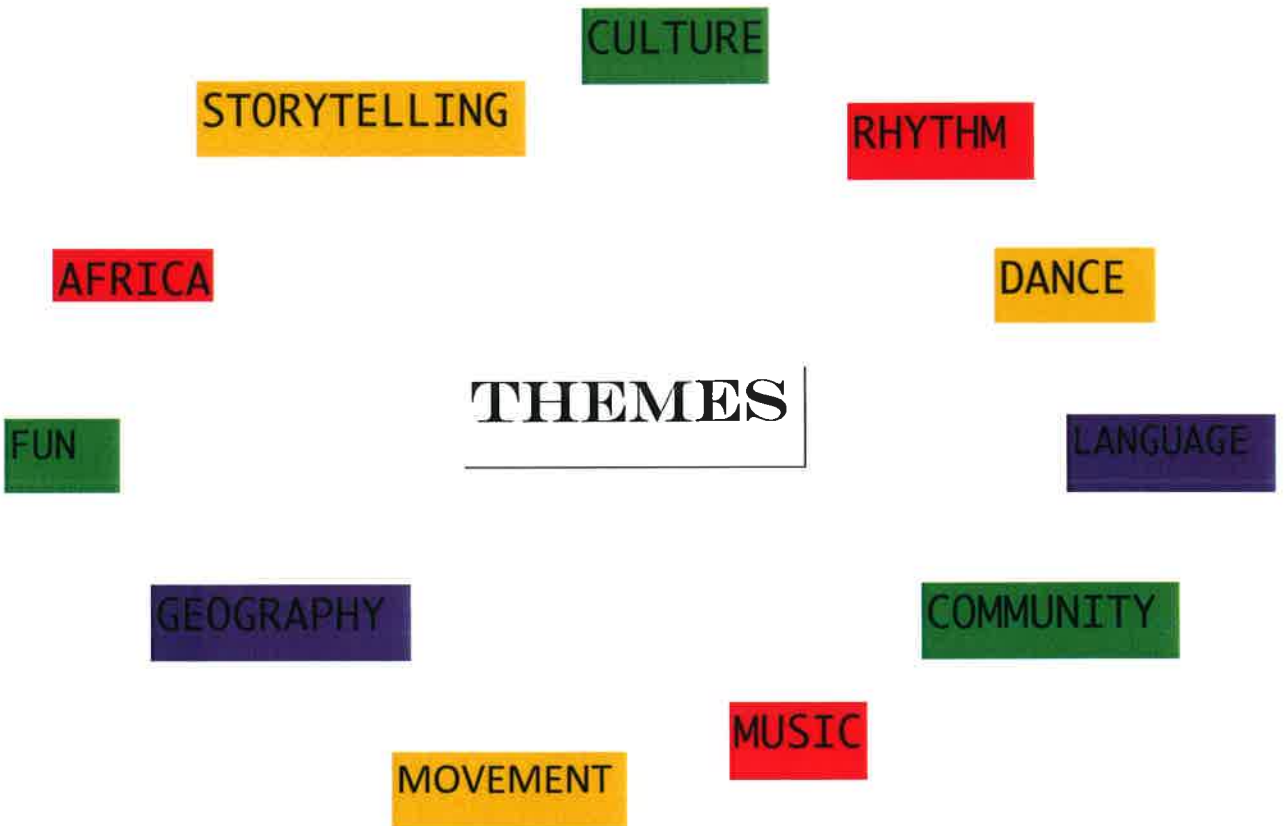 CULTURE
STORYTELLING
RHYTHM
AFRICA
DANCE
THEMES
FUN
LANGUAGE
GEOGRAPHY
COMMUNITY
MUSIC
MOVEMENT